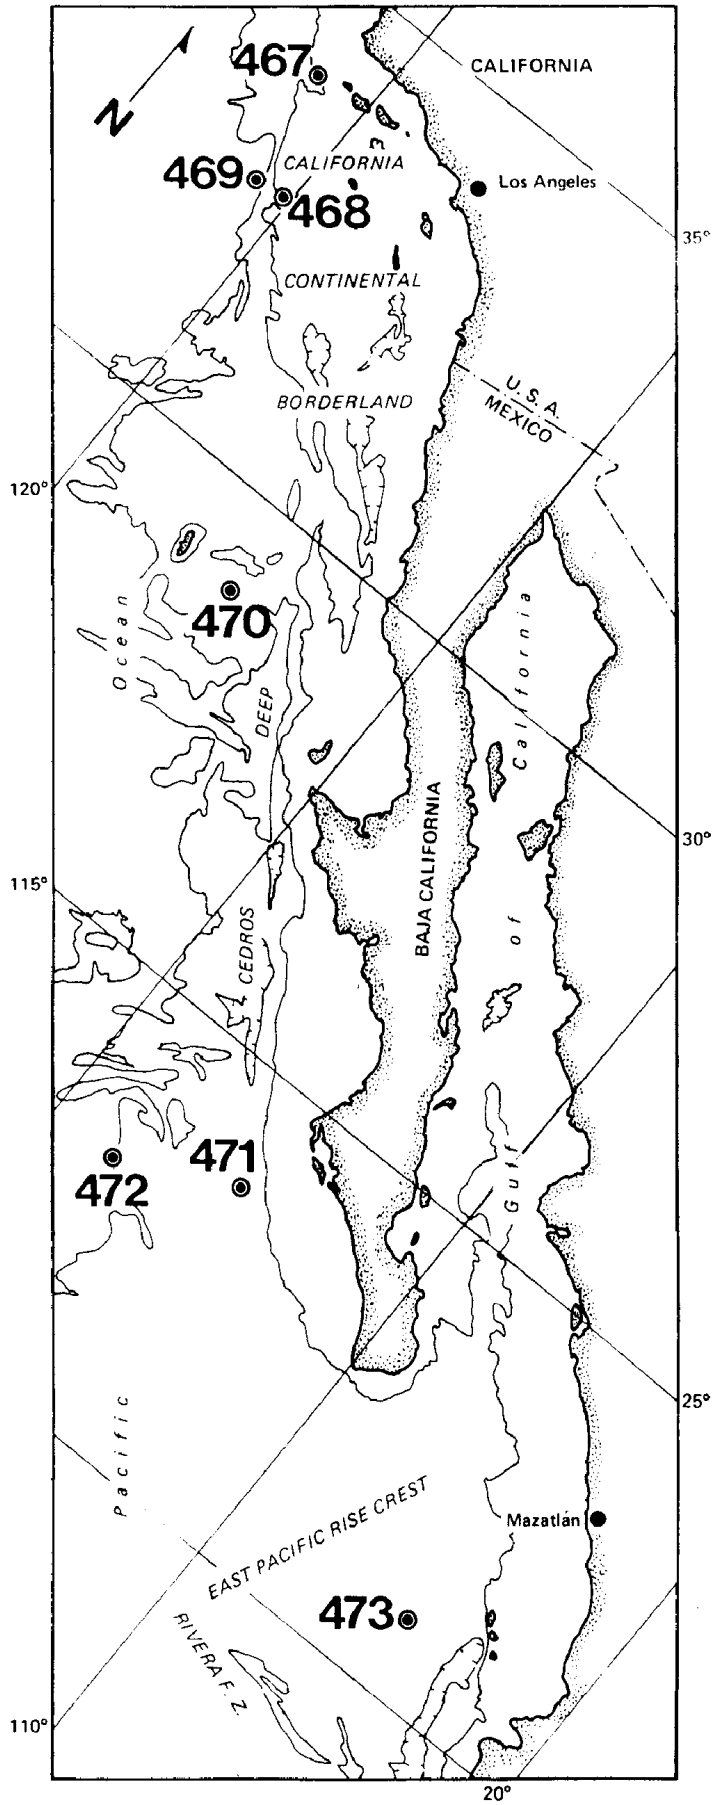 467
CALIFORNIA
N
469
CALIFORNIA
Los Angeles
468
35°
CONTINENTAL
BORDERLAND
U. S. A.
MEXICO
120°
470
Ocean
California
DEEP
BAJA CALIFORNIA
30°
115°
of
CEDROS
471
472
Gulf
25°
Pacific
EAST PACIFIC RISE CREST
Mazatlán
473
RIVERA F. Z.
110°
20°